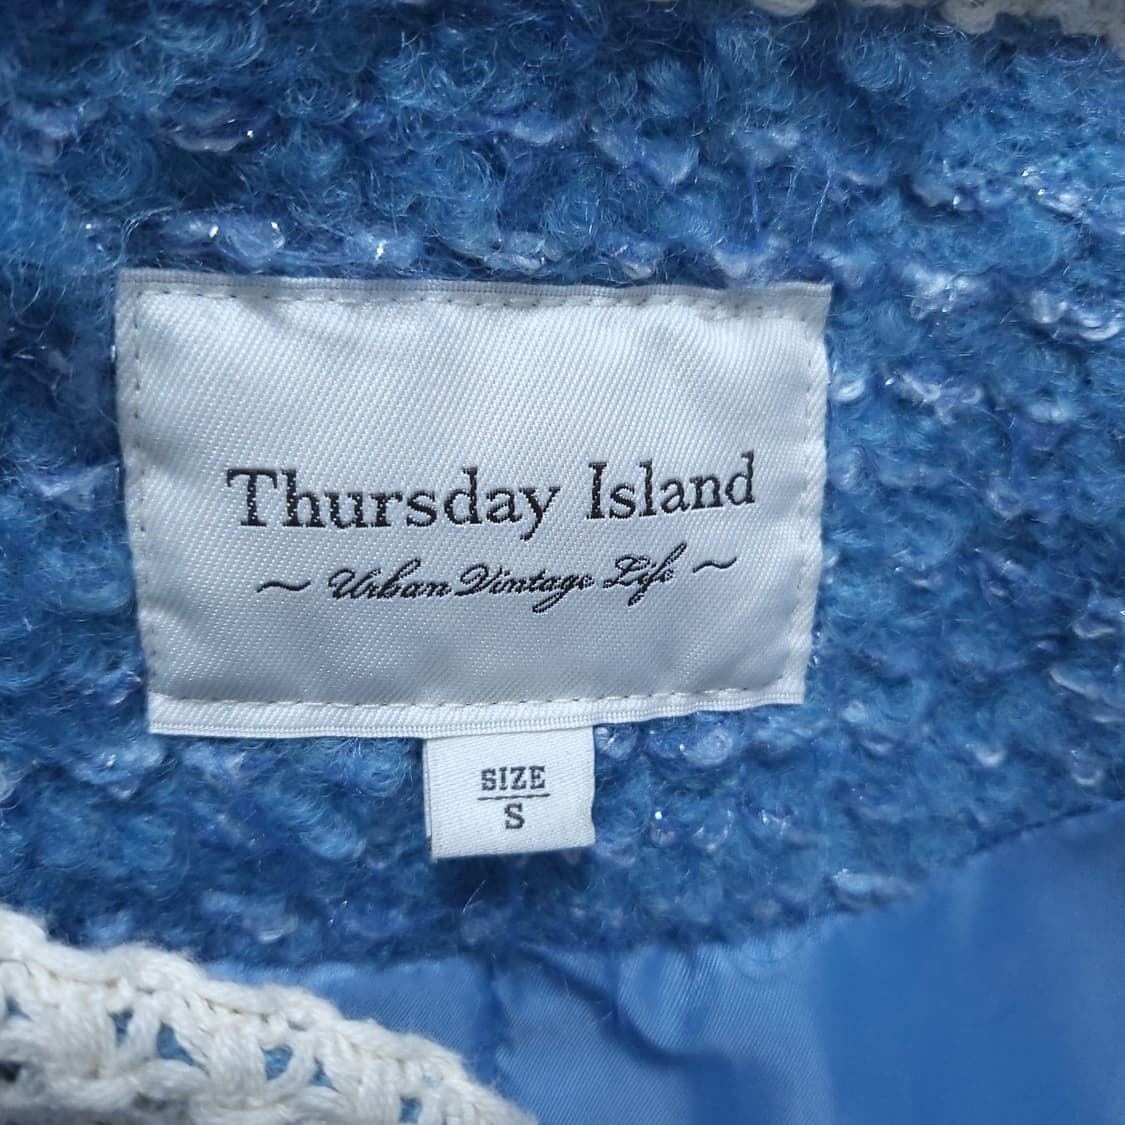 Thursday Island
~ Urban Vintage Life ~
SIZE
S